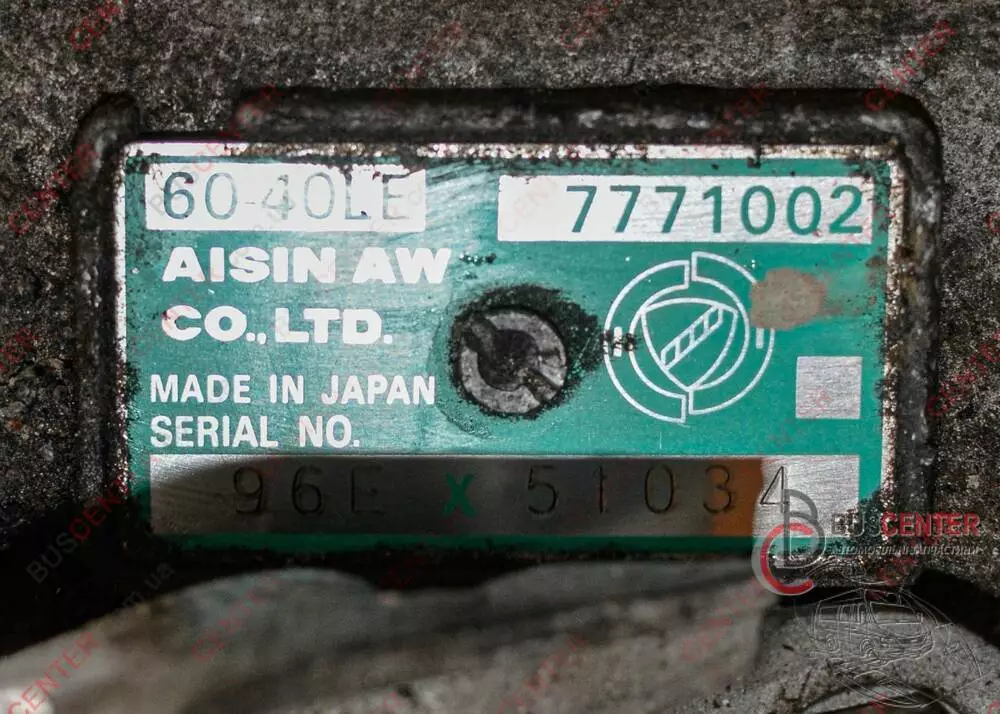 60-40LE
7771002
AISIN AW
CO., LTD.
MADE IN JAPAN
SERIAL NO.
96E X 51034
BUSCENTER